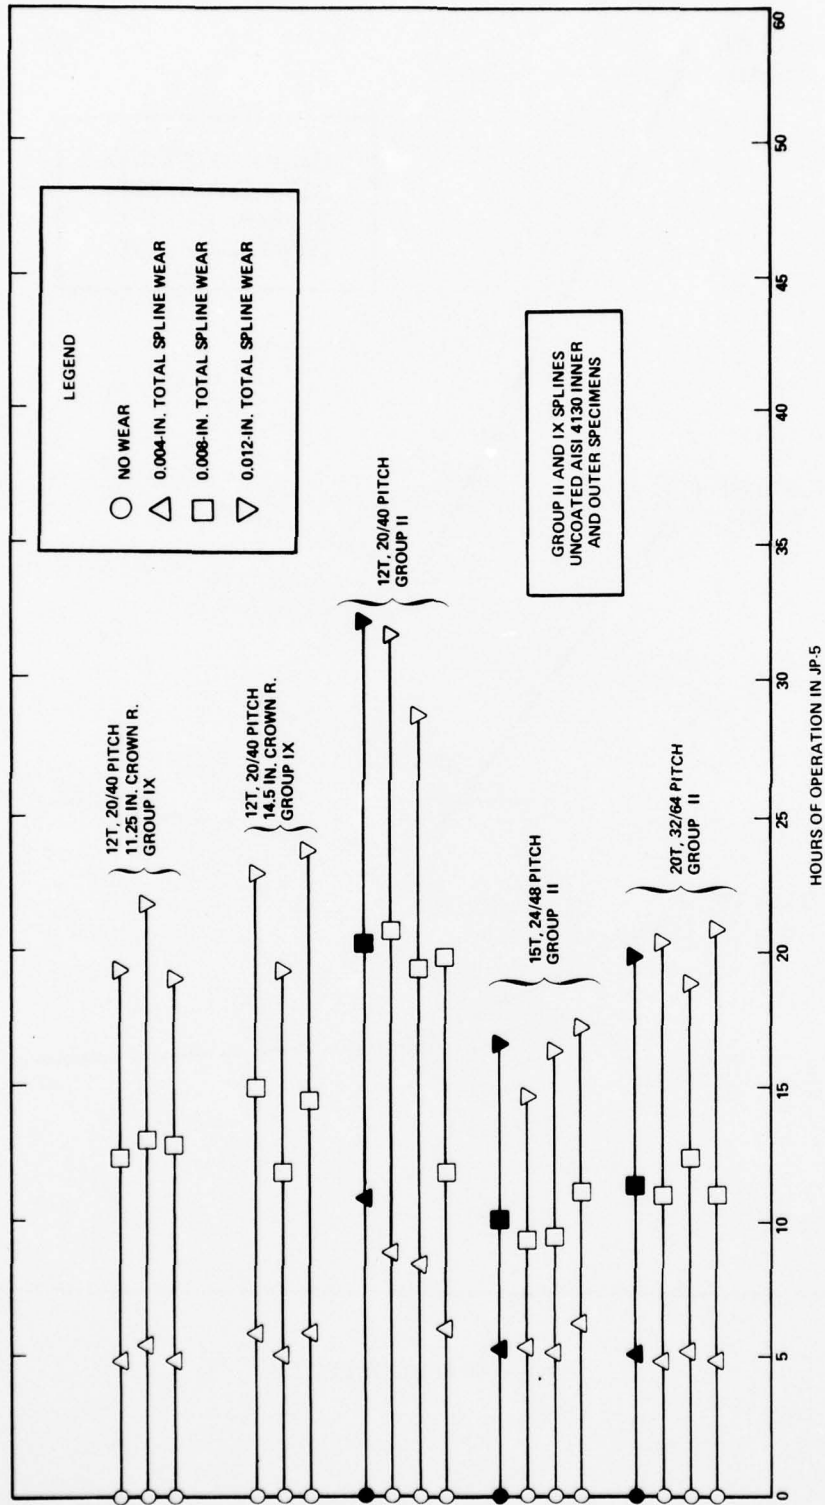 LEGEND
NO WEAR
0.004-IN. TOTAL SPLINE WEAR
0.008-IN. TOTAL SPLINE WEAR
0.012-IN. TOTAL SPLINE WEAR
12T, 20/40 PITCH
11.25 IN. CROWN R.
GROUP IX
12T, 20/40 PITCH
14.5 IN. CROWN R.
GROUP IX
12T, 20/40 PITCH
GROUP II
15T, 24/48 PITCH
GROUP II
20T, 32/64 PITCH
GROUP II
GROUP II AND IX SPLINES
UNCOATED AISI 4130 INNER
AND OUTER SPECIMENS
0 5 10 15 20 25 30 35 40 45 50 60
HOURS OF OPERATION IN JP-5